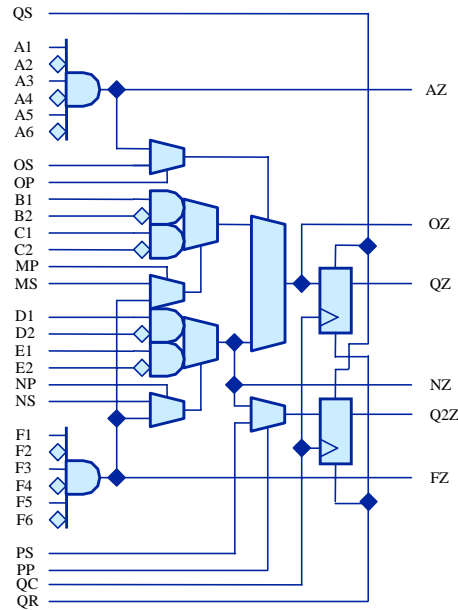 QS
A1
A2
A3
A4
A5
A6
AZ
OS
OP
B1
B2
C1
C2
OZ
MP
MS
QZ
D1
D2
E1
E2
NP
NS
NZ
Q2Z
F1
F2
F3
F4
F5
F6
FZ
PS
PP
QC
QR